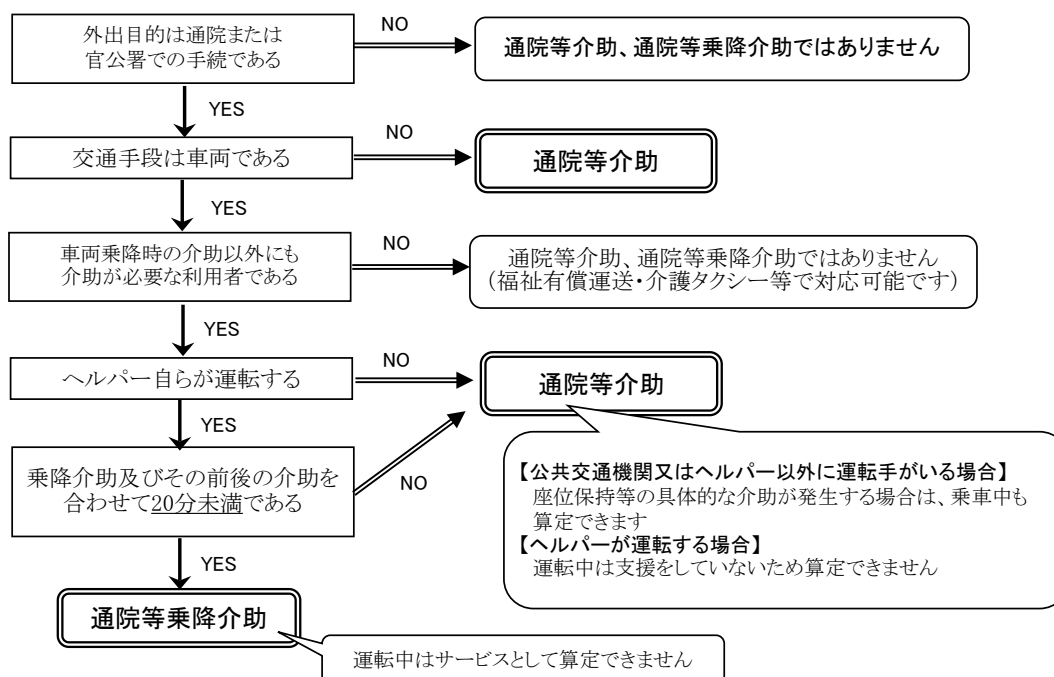 外出目的は通院または
官公署での手続である
NO
通院等介助、通院等乗降介助ではありません
YES
交通手段は車両である
NO
通院等介助
YES
車両乗降時の介助以外にも
介助が必要な利用者である
NO
通院等介助、通院等乗降介助ではありません
(福祉有償運送・介護タクシー等で対応可能です)
YES
ヘルパー自らが運転する
NO
通院等介助
YES
乗降介助及びその前後の介助を
合わせて20分未満である
NO
【公共交通機関又はヘルパー以外に運転手がいる場合】
座位保持等の具体的な介助が発生する場合は、乗車中も
算定できます
【ヘルパーが運転する場合】
運転中は支援をしていないため算定できません
YES
通院等乗降介助
運転中はサービスとして算定できません